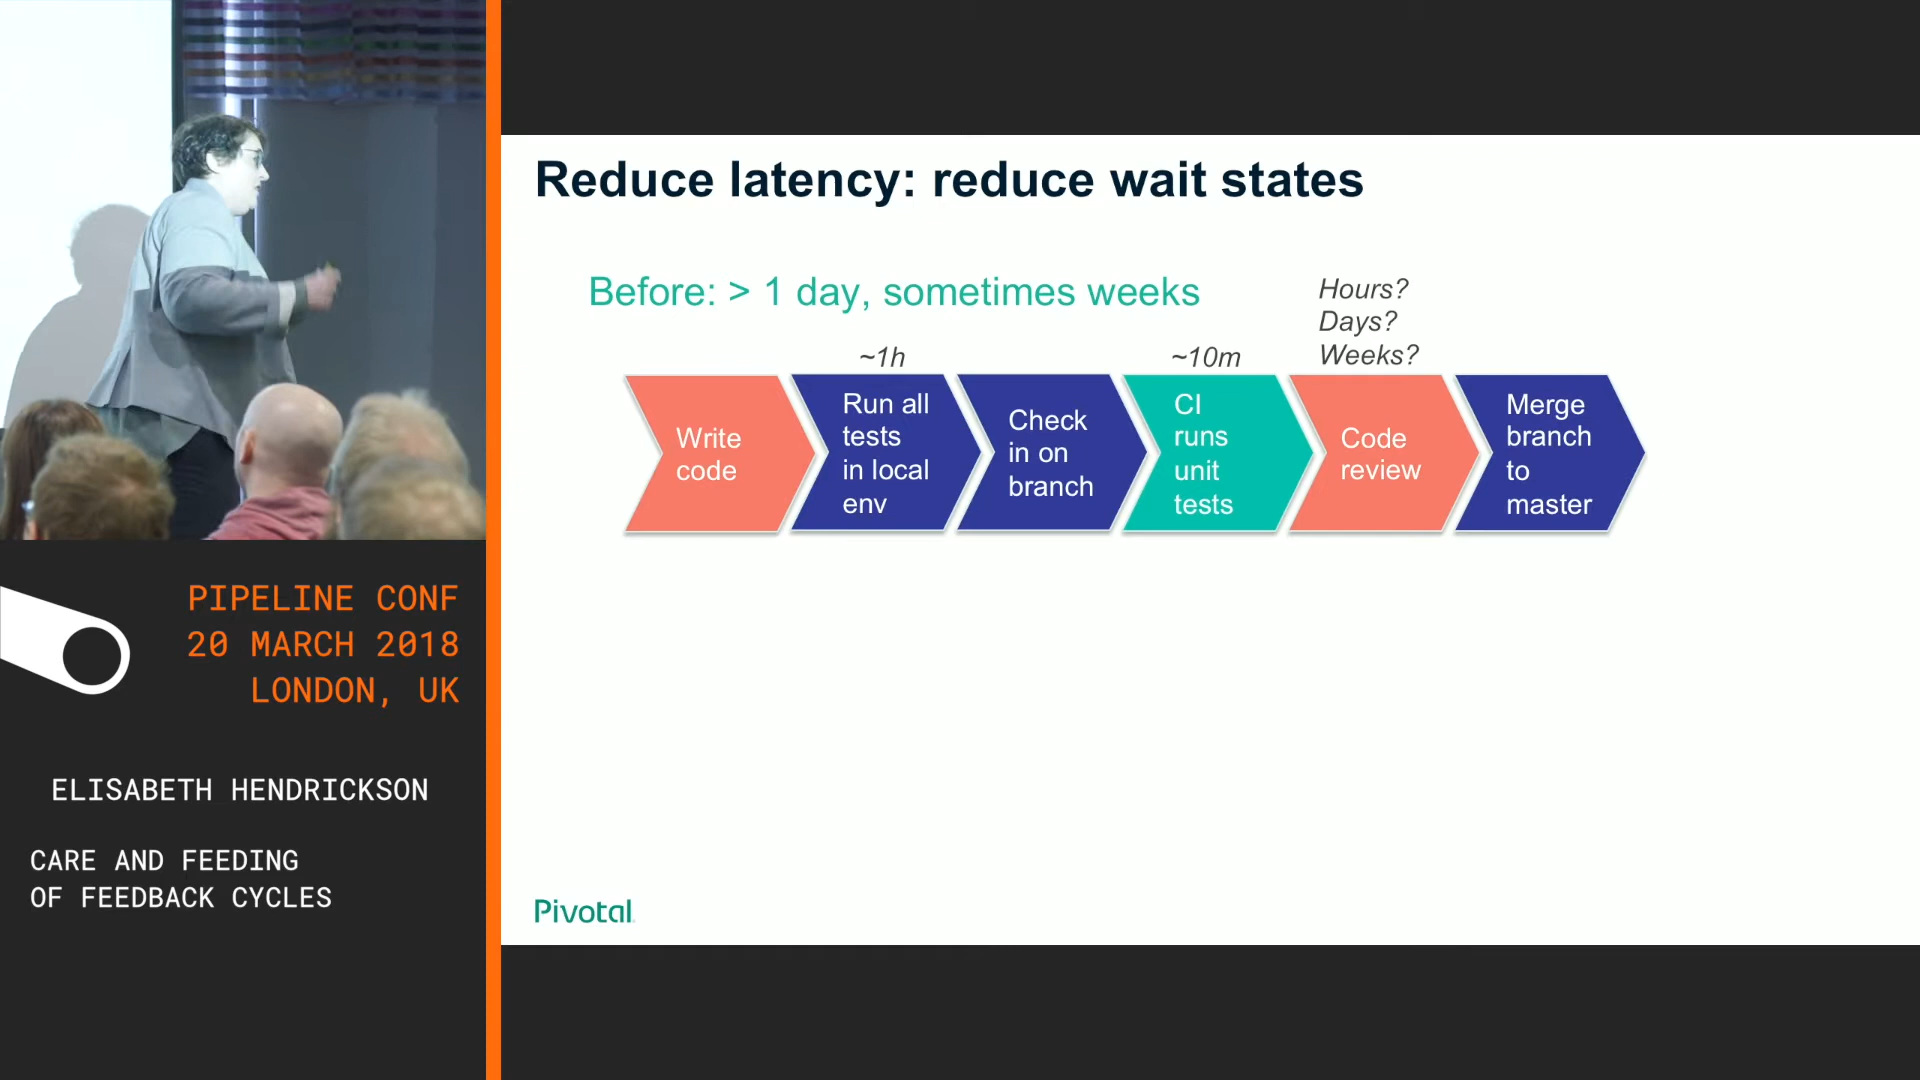 Reduce latency: reduce wait states
Before: > 1 day, sometimes weeks
Hours?
Days?
Weeks?
~1h
~10m
Write
code
Run all
tests
in local
env
Check
in on
branch
CI
runs
unit
tests
Code
review
Merge
branch
to
master
Pivotal
PIPELINE CONF
20 MARCH 2018
LONDON, UK
ELISABETH HENDRICKSON
CARE AND FEEDING
OF FEEDBACK CYCLES